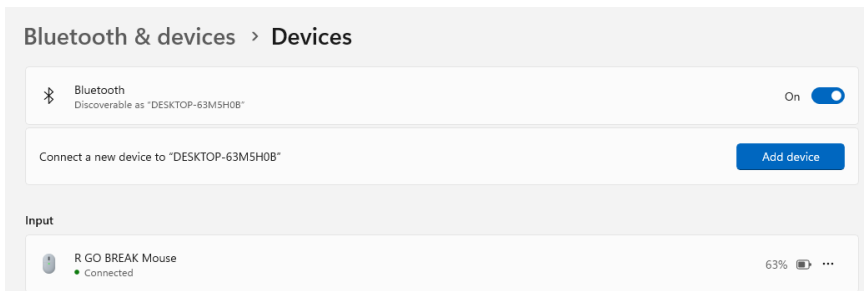 Bluetooth & devices > Devices
Bluetooth
Discoverable as "DESKTOP-63M5H0B"
On
Connect a new device to "DESKTOP-63M5H0B"
Add device
Input
R GO BREAK Mouse
Connected
63%